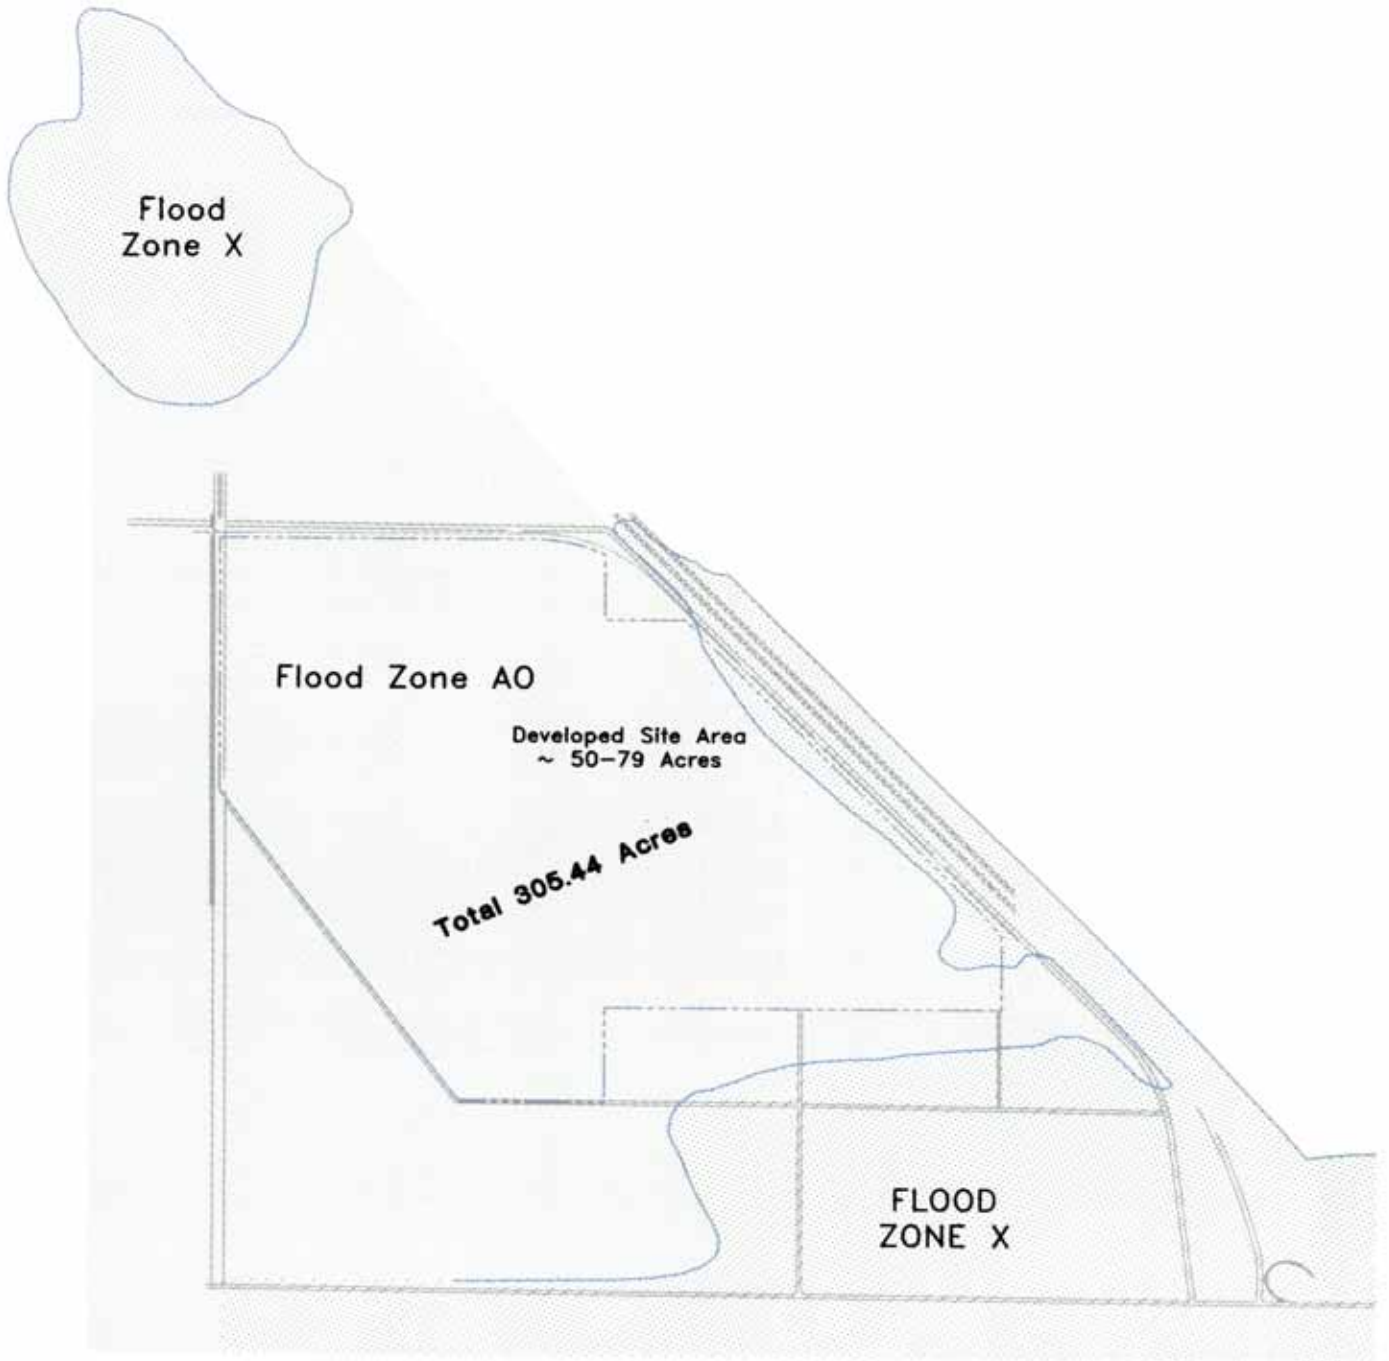 Flood
Zone X
Flood Zone AO
Developed Site Area
~ 50-79 Acres
Total 305.44 Acres
FLOOD
ZONE X